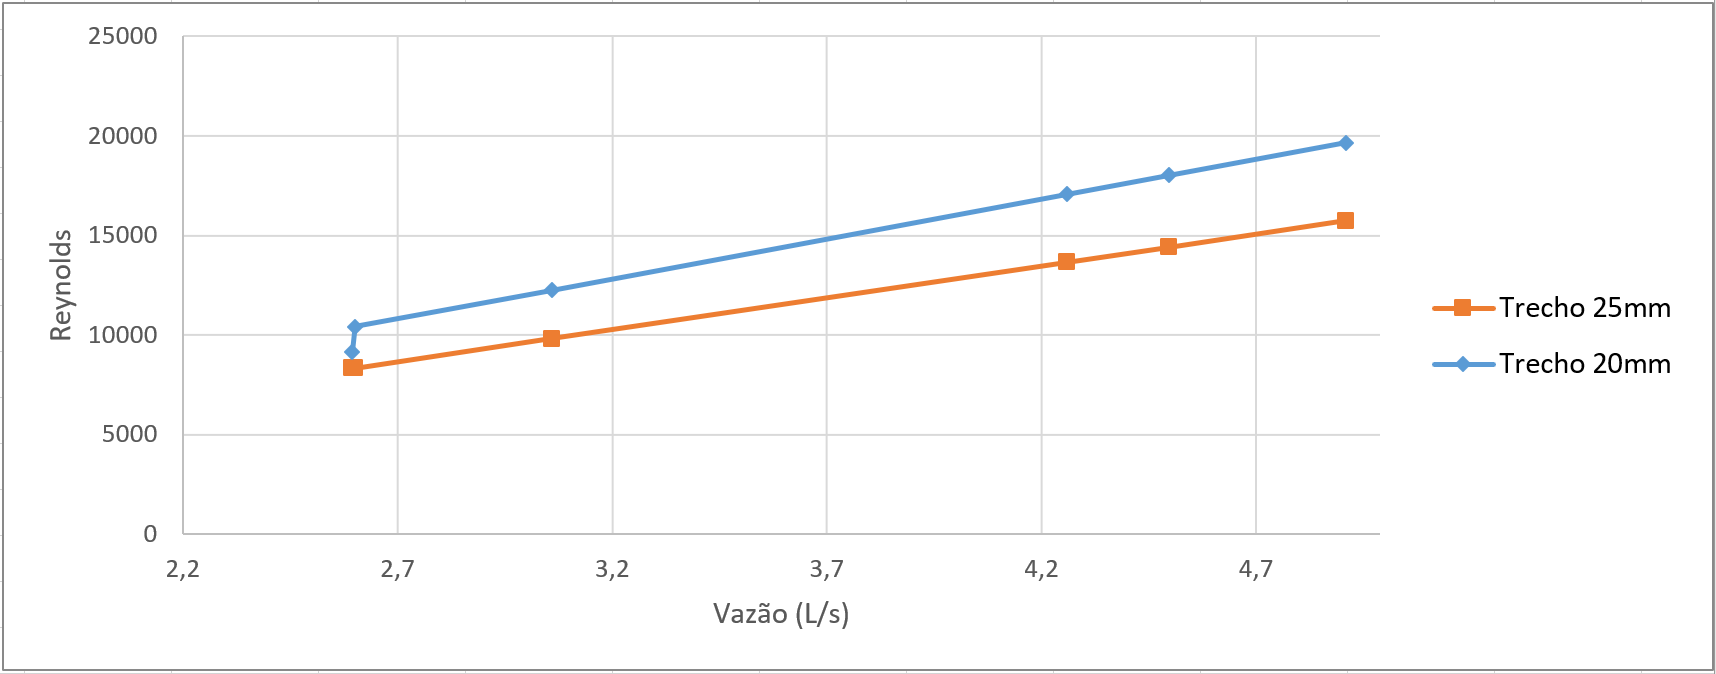 25000
20000
15000
10000
5000
0
Reynolds
2,2 2,7 3,2 3,7 4,2 4,7
Vazão (L/s)
Trecho 25mm
Trecho 20mm